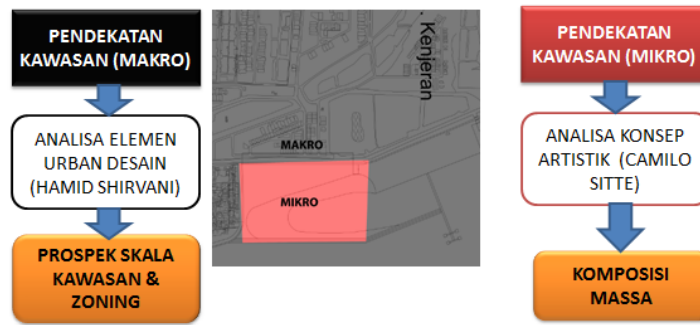 PENDEKATAN
KAWASAN (MAKRO)
ANALISA ELEMEN
URBAN DESAIN
(HAMID SHIRVANI)
PROSPEK SKALA
KAWASAN &
ZONING
. Kenjeran
MAKRO
MIKRO
PENDEKATAN
KAWASAN (MIKRO)
ANALISA KONSEP
ARTISTIK (CAMILO
SITTE)
KOMPOSISI
MASSA